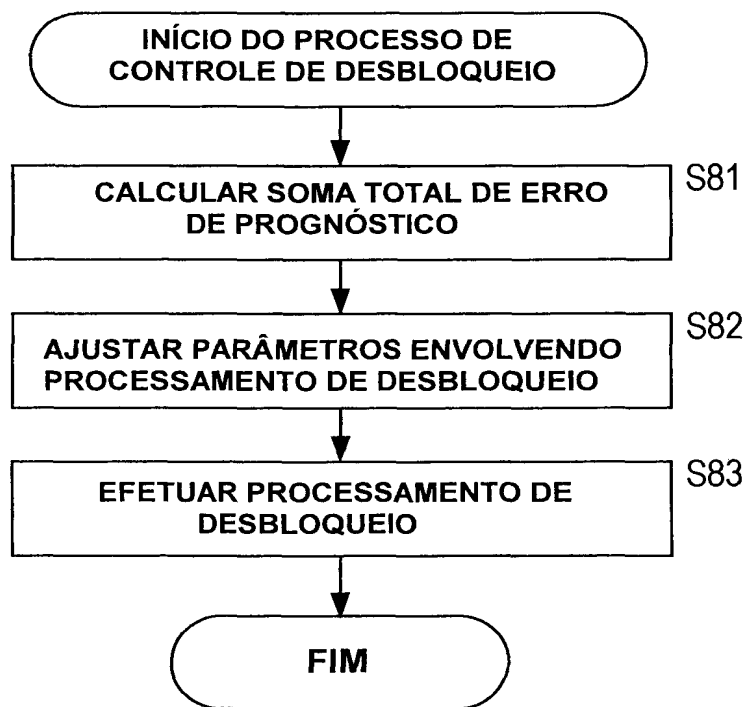 INÍCIO DO PROCESSO DE
CONTROLE DE DESBLOQUEIO
CALCULAR SOMA TOTAL DE ERRO
DE PROGNÓSTICO
S81
AJUSTAR PARÂMETROS ENVOLVENDO
PROCESSAMENTO DE DESBLOQUEIO
S82
EFETUAR PROCESSAMENTO DE
DESBLOQUEIO
S83
FIM